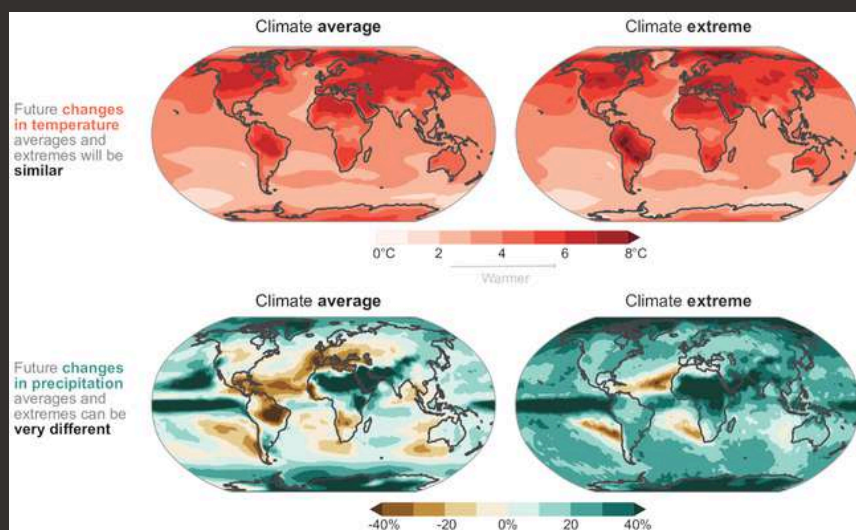 Climate average
Climate extreme
Future changes
in temperature
averages and
extremes will be
similar
0°C 2 4 6 8°C
Warmer
Climate average
Climate extreme
Future changes
in precipitation
averages and
extremes can be
very different
-40% -20 0% 20 40%